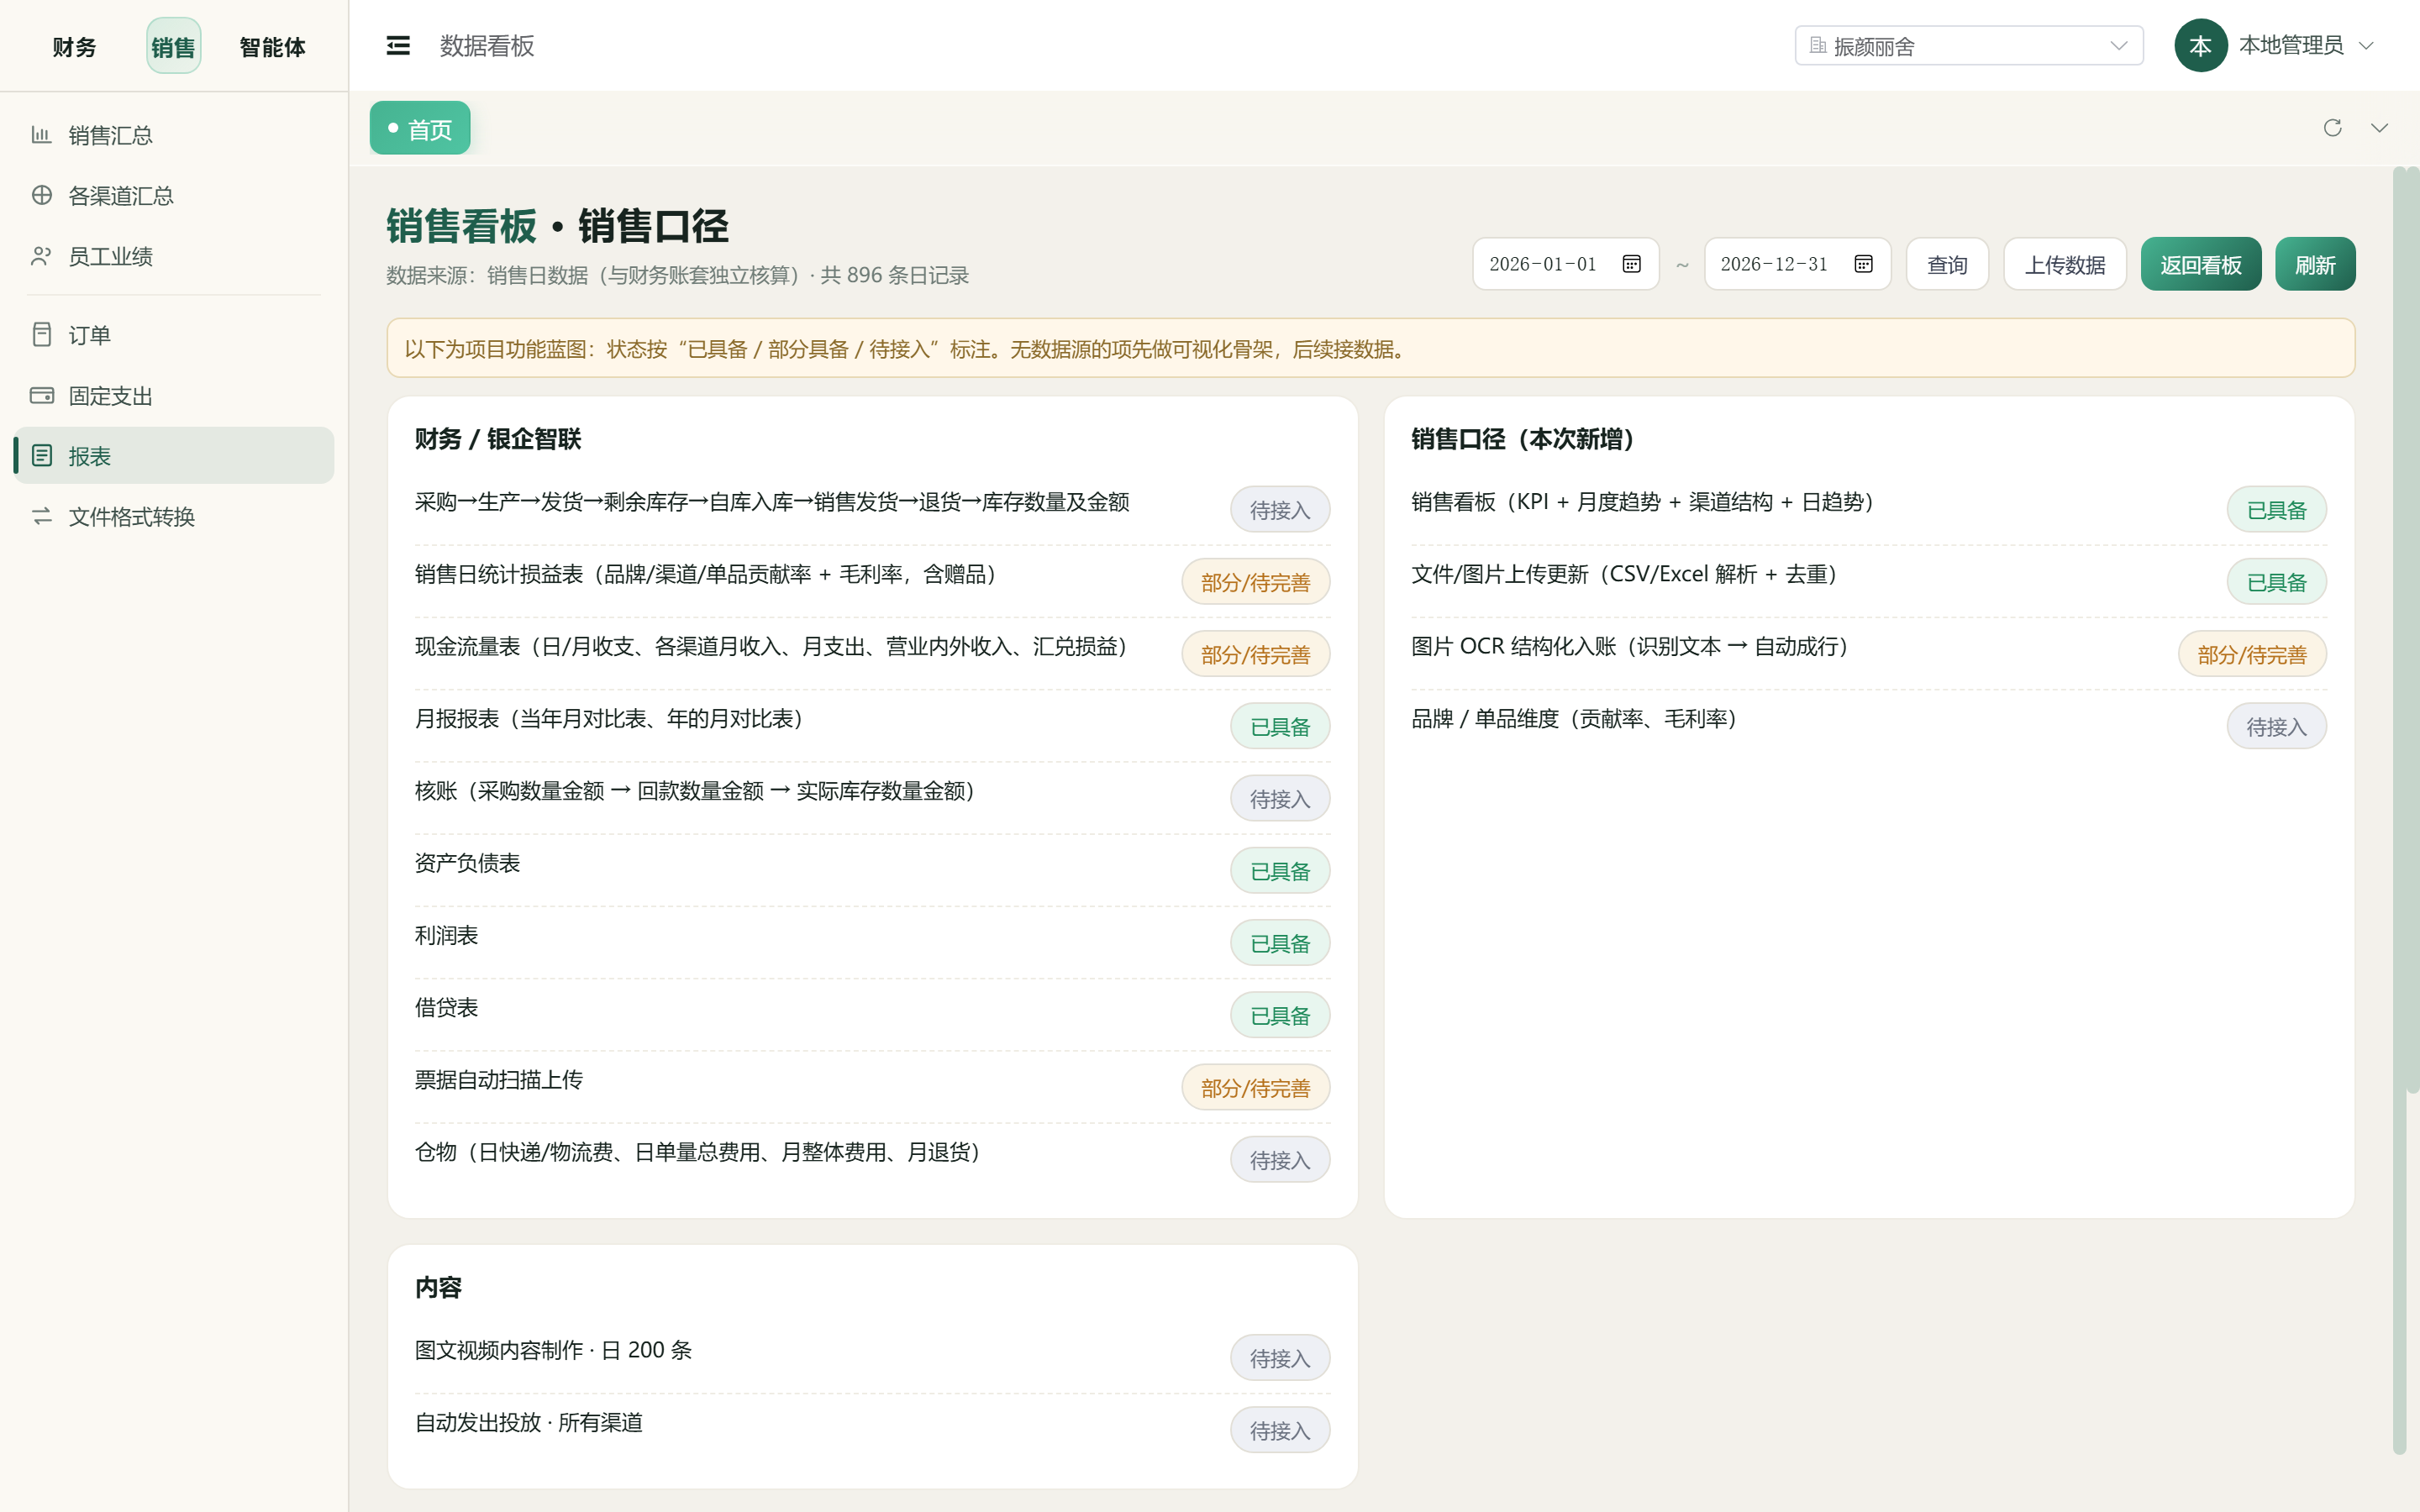 财务
销售
智能体
数据看板
振颜丽舍
本
本地管理员
销售汇总
各渠道汇总
员工业绩
订单
固定支出
报表
文件格式转换
首页
销售看板 · 销售口径
数据来源：销售日数据（与财务账套独立核算）· 共 896 条日记录
2026-01-01
~
2026-12-31
查询
上传数据
返回看板
刷新
以下为项目功能蓝图：状态按“已具备 / 部分具备 / 待接入”标注。无数据源的项先做可视化骨架，后续接数据。
财务 / 银企智联
采购→生产→发货→剩余库存→自库入库→销售发货→退货→库存数量及金额
待接入
销售日统计损益表（品牌/渠道/单品贡献率 + 毛利率，含赠品）
部分/待完善
现金流量表（日/月收支、各渠道月收入、月支出、营业内外收入、汇兑损益）
部分/待完善
月报报表（当年月对比表、年的月对比表）
已具备
核账（采购数量金额 → 回款数量金额 → 实际库存数量金额）
待接入
资产负债表
已具备
利润表
已具备
借贷表
已具备
票据自动扫描上传
部分/待完善
仓物（日快递/物流费、日单量总费用、月整体费用、月退货）
待接入
销售口径（本次新增）
销售看板（KPI + 月度趋势 + 渠道结构 + 日趋势）
已具备
文件/图片上传更新（CSV/Excel 解析 + 去重）
已具备
图片 OCR 结构化入账（识别文本 → 自动成行）
部分/待完善
品牌 / 单品维度（贡献率、毛利率）
待接入
内容
图文视频内容制作 · 日 200 条
待接入
自动发出投放 · 所有渠道
待接入